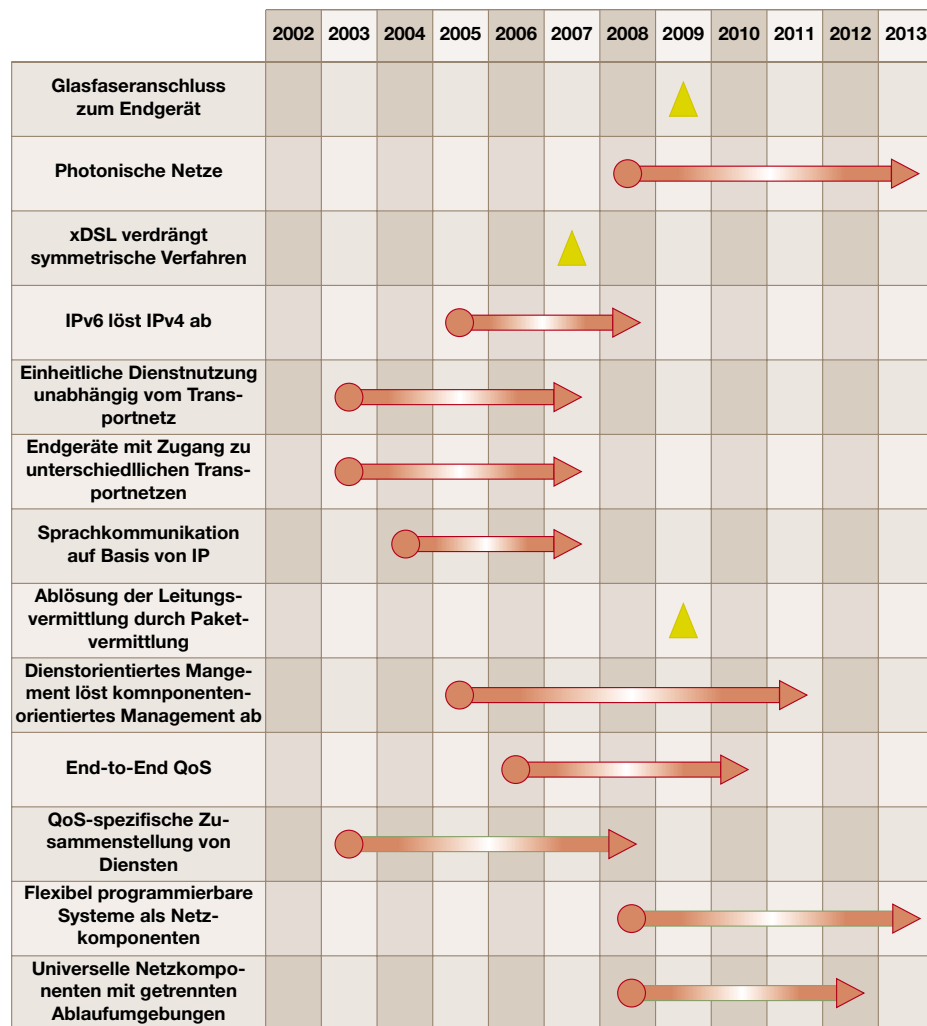 2002 2003 2004 2005 2006 2007 2008 2009 2010 2011 2012 2013
Glasfaseranschluss
zum Endgerät
Photonische Netze
xDSL verdrängt
symmetrische Verfahren
IPv6 löst IPv4 ab
Einheitliche Dienstnutzung
unabhängig vom Trans-
portnetz
Endgeräte mit Zugang zu
unterschiedllichen Trans-
portnetzen
Sprachkommunikation
auf Basis von IP
Ablösung der Leitungs-
vermittlung durch Paket-
vermittlung
Dienstorientiertes Mange-
ment löst komnponenten-
orientiertes Management ab
End-to-End QoS
QoS-spezifische Zu-
sammenstellung von
Diensten
Flexibel programmierbare
Systeme als Netz-
komponenten
Universelle Netzkompo-
nenten mit getrennten
Ablaufumgebungen